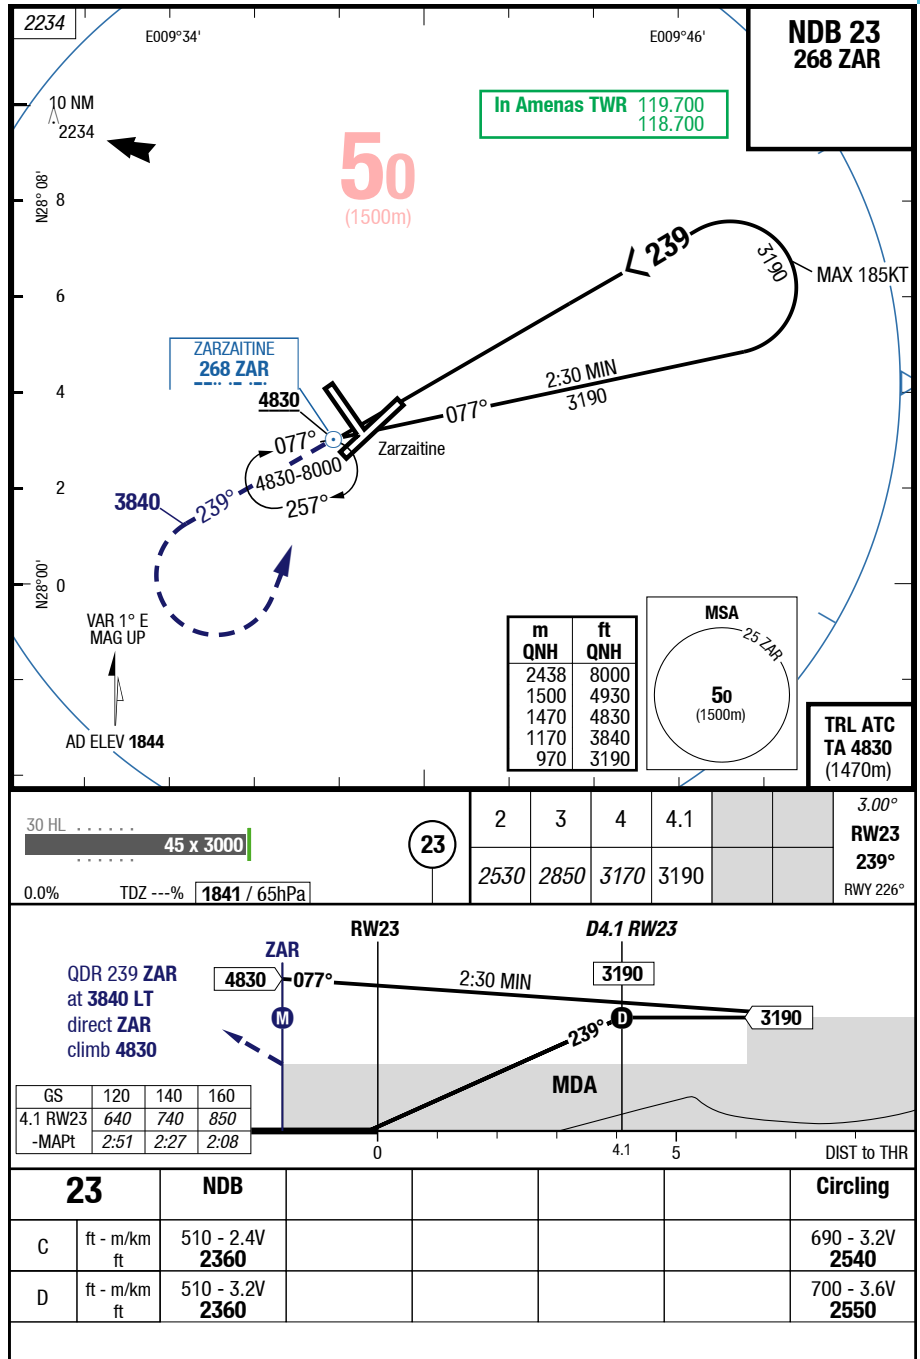 2234
E009°34'
E009°46'
NDB 23
268 ZAR
In Amenas TWR 119.700
118.700
10 NM
2234
50
(1500m)
N28° 08'
8
239
3190
MAX 185KT
6
ZARZAITINE
268 ZAR
2:30 MIN
3190
4
4830
077°
077°
Zarzaitine
4830-8000
257°
2
3840
239°
N28°00'
0
VAR 1° E
MAG UP
AD ELEV 1844
m ft
QNH QNH
2438 8000
1500 4930
1470 4830
1170 3840
970 3190
MSA
25 ZAR
50
(1500m)
TRL ATC
TA 4830
(1470m)
30 HL
45 x 3000
0.0% TDZ ---% 1841 / 65hPa
23
2 3 4 4.1
2530 2850 3170 3190
3.00°
RW23
239°
RWY 226°
RW23
D4.1 RW23
ZAR
QDR 239 ZAR
at 3840 LT
direct ZAR
climb 4830
4830 077° 2:30 MIN 3190
M 239° D 3190
MDA
GS 120 140 160
4.1 RW23 640 740 850
-MAPt 2:51 2:27 2:08
0 4.1 5 DIST to THR
23 NDB Circling
C ft - m/km 510 - 2.4V 690 - 3.2V
ft 2360 2540
D ft - m/km 510 - 3.2V 700 - 3.6V
ft 2360 2550